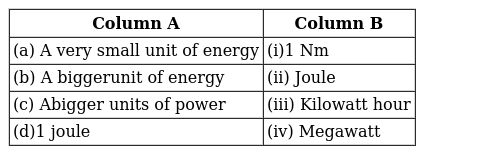 Column A Column B
(a) A very small unit of energy (i)1 Nm
(b) A biggerunit of energy (ii) Joule
(c) Abigger units of power (iii) Kilowatt hour
(d)1 joule (iv) Megawatt